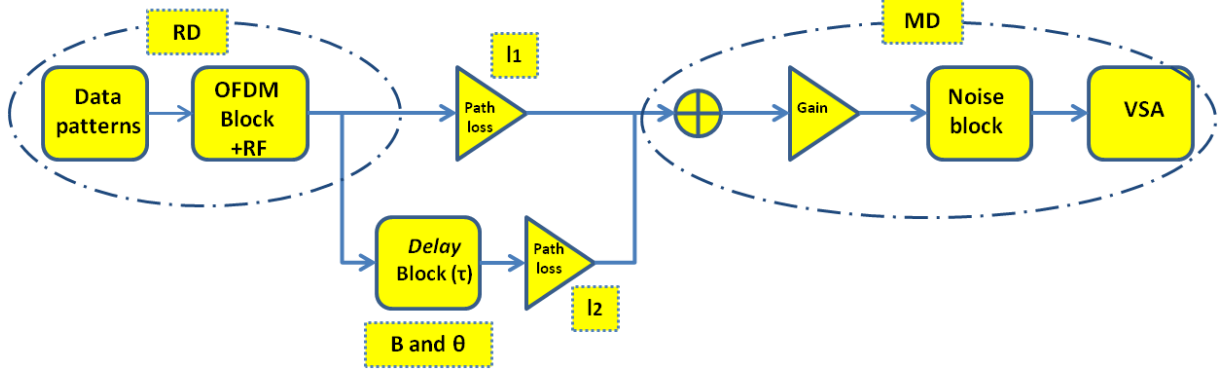 RD
MD
l1
Data
patterns
OFDM
Block
+RF
Path
loss
Gain
Noise
block
VSA
Delay
Block (τ)
Path
loss
l2
B and θ